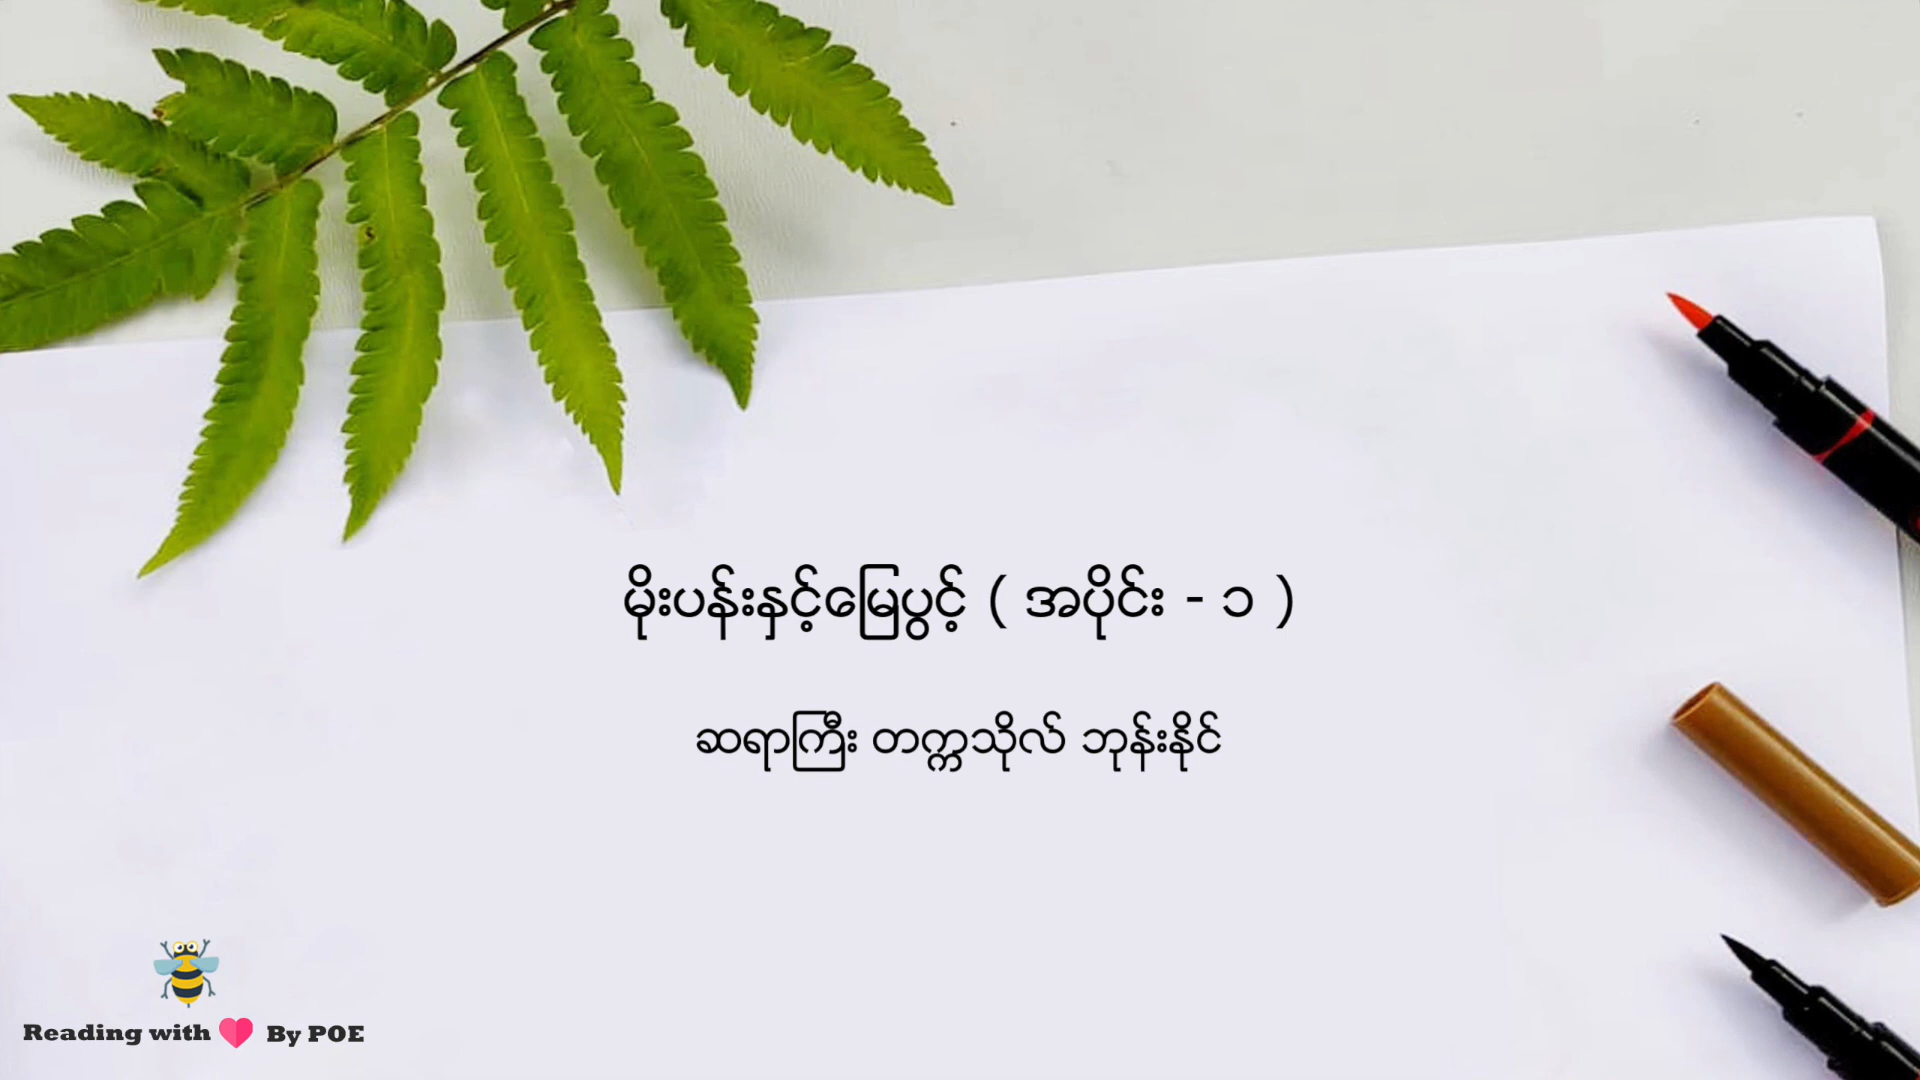 မိုးပန်းနှင့်မြေပွင့် ( အပိုင်း - ၁ )
ဆရာကြီး တက္ကသိုလ် ဘုန်းနိုင်
Reading with By POE